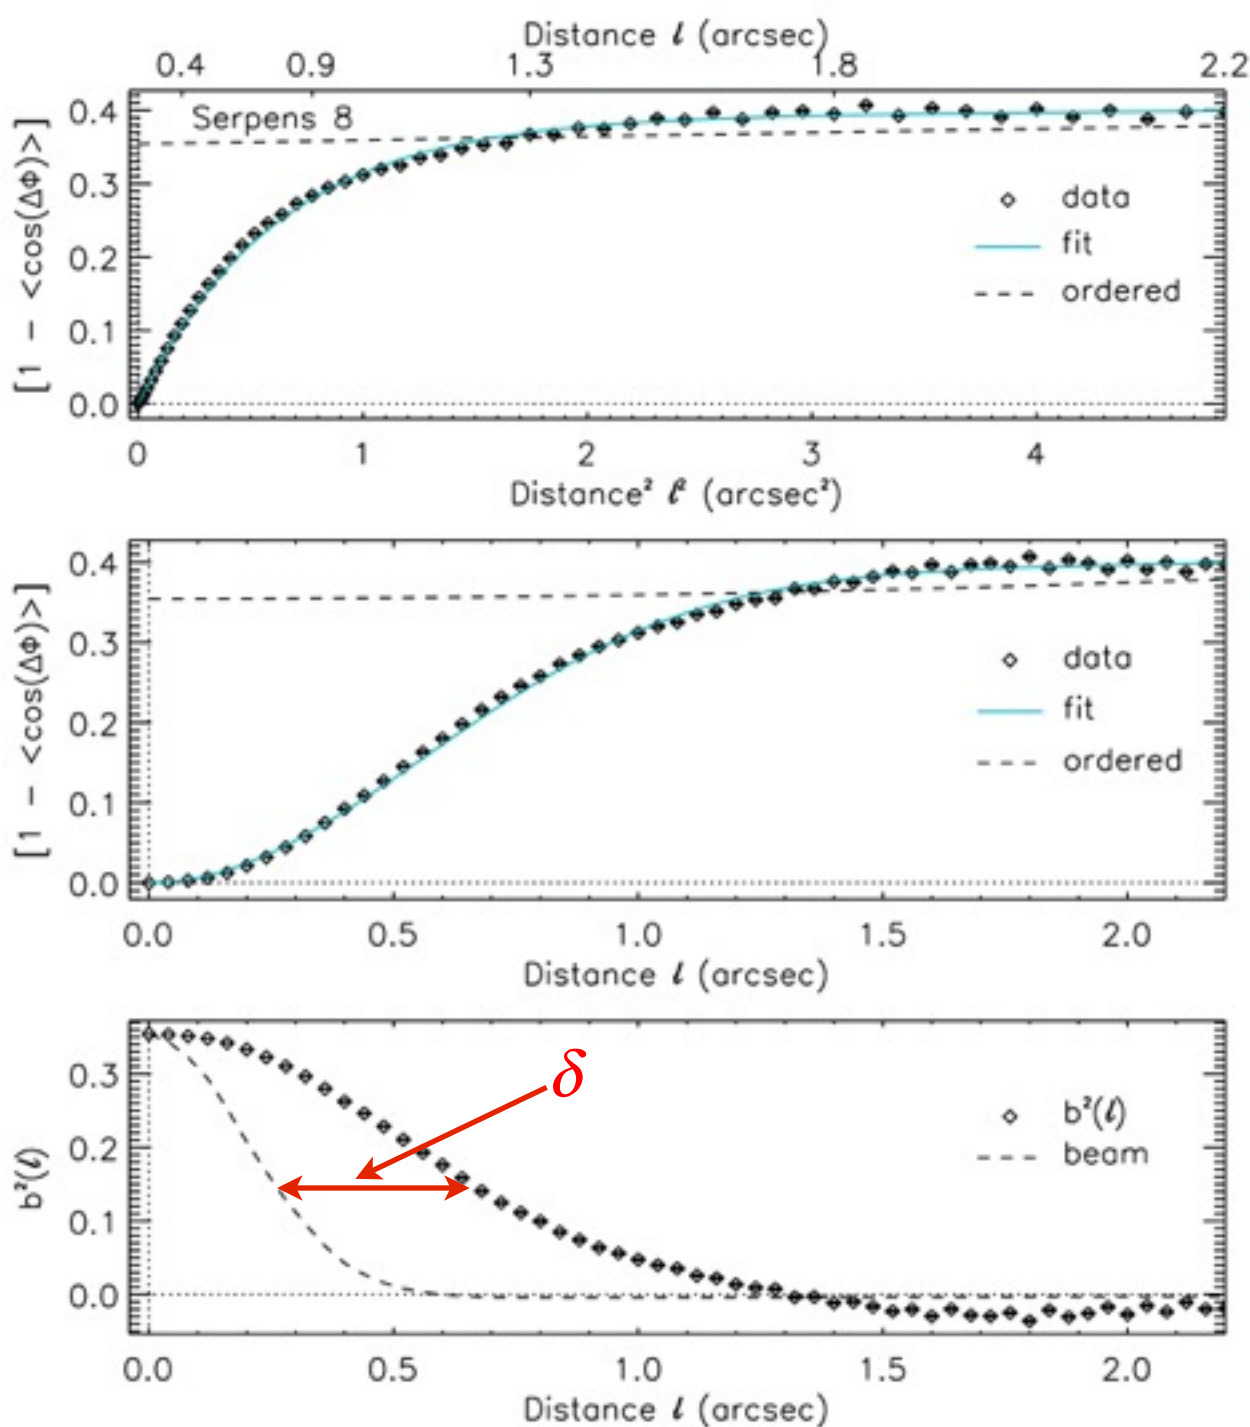 Distance ℓ (arcsec)
0.4 0.9 1.3 1.8 2.2
Serpens 8
[1 - <cos(ΔΦ)>]
0.4
0.3
0.2
0.1
0.0
data
fit
ordered
0 1 2 3 4
Distance² ℓ² (arcsec²)
[1 - <cos(ΔΦ)>]
0.4
0.3
0.2
0.1
0.0
data
fit
ordered
0.0 0.5 1.0 1.5 2.0
Distance ℓ (arcsec)
b²(ℓ)
0.3
0.2
0.1
0.0
δ
b²(ℓ)
beam
0.0 0.5 1.0 1.5 2.0
Distance ℓ (arcsec)